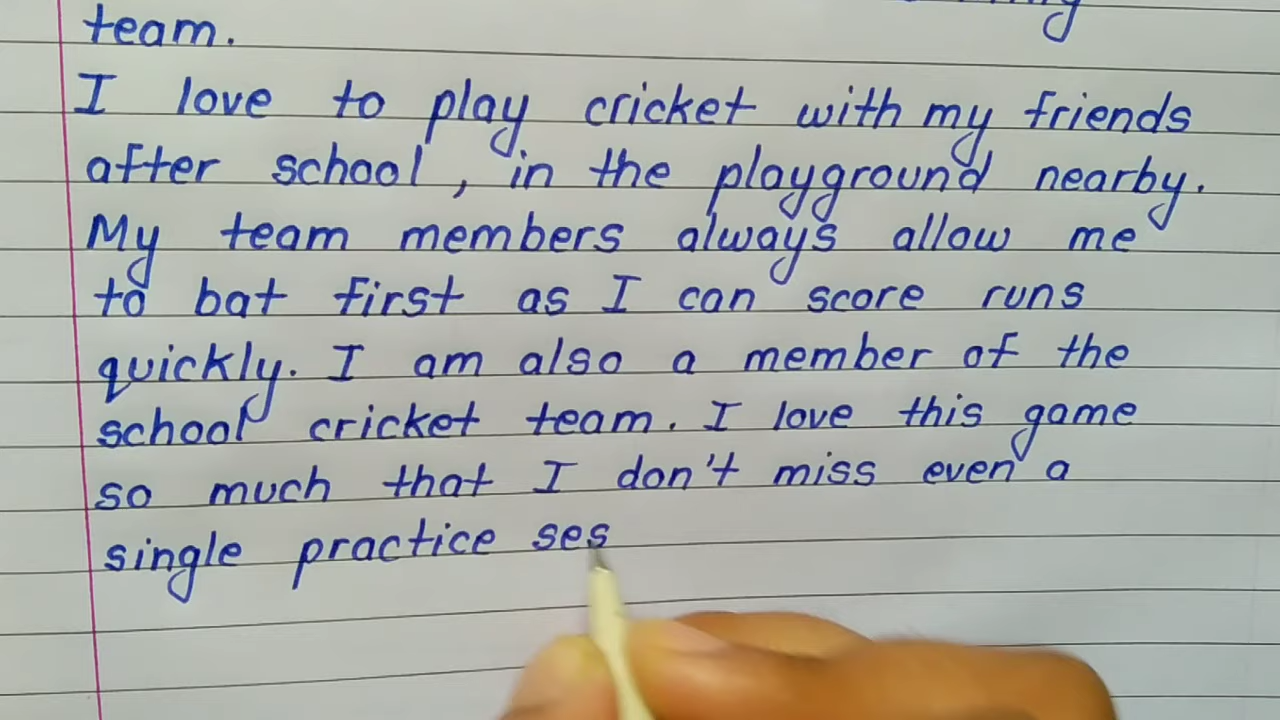 team.
I love to play cricket with my friends
after school, in the playground nearby.
My team members always allow me
to bat first as I can score runs
quickly. I am also a member of the
school cricket team. I love this game
so much that I don't miss even a
single practice ses